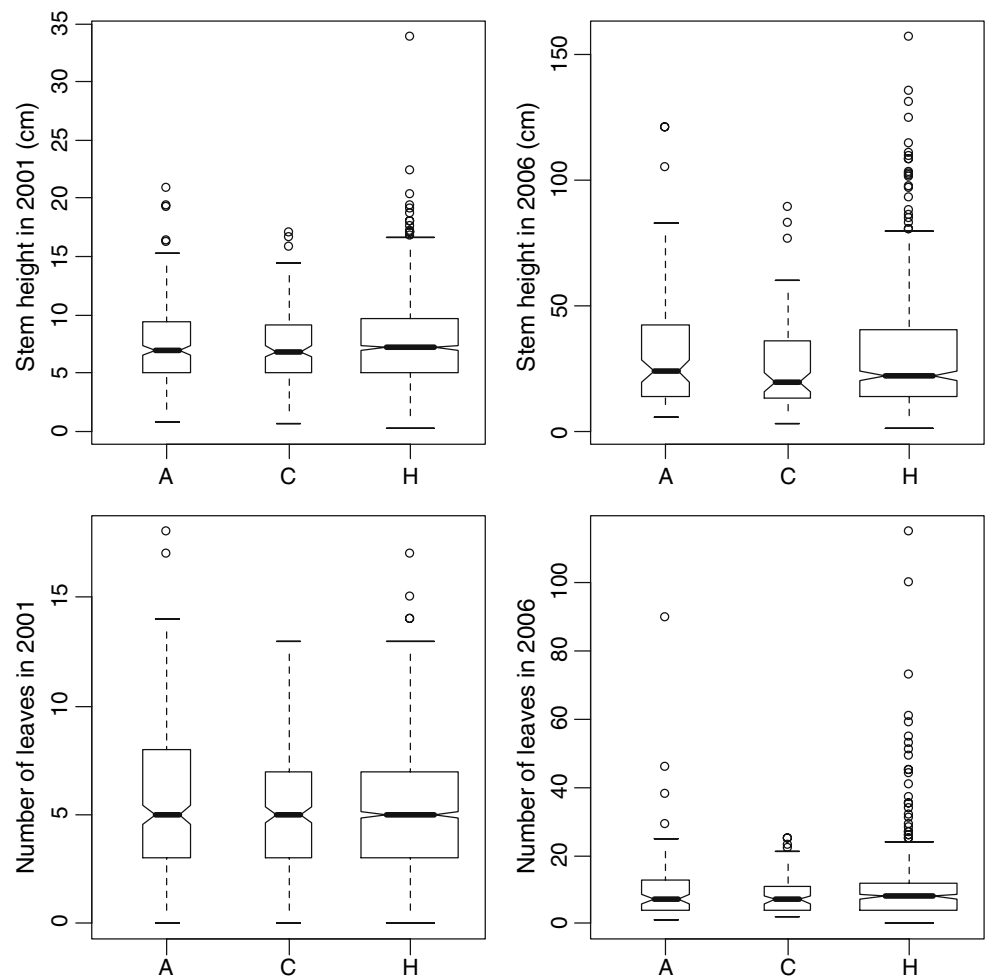 Stem height in 2001 (cm)
35
30
25
20
15
10
5
0
A C H
Stem height in 2006 (cm)
150
100
50
0
A C H
Number of leaves in 2001
15
10
5
0
A C H
Number of leaves in 2006
100
80
60
40
20
0
A C H